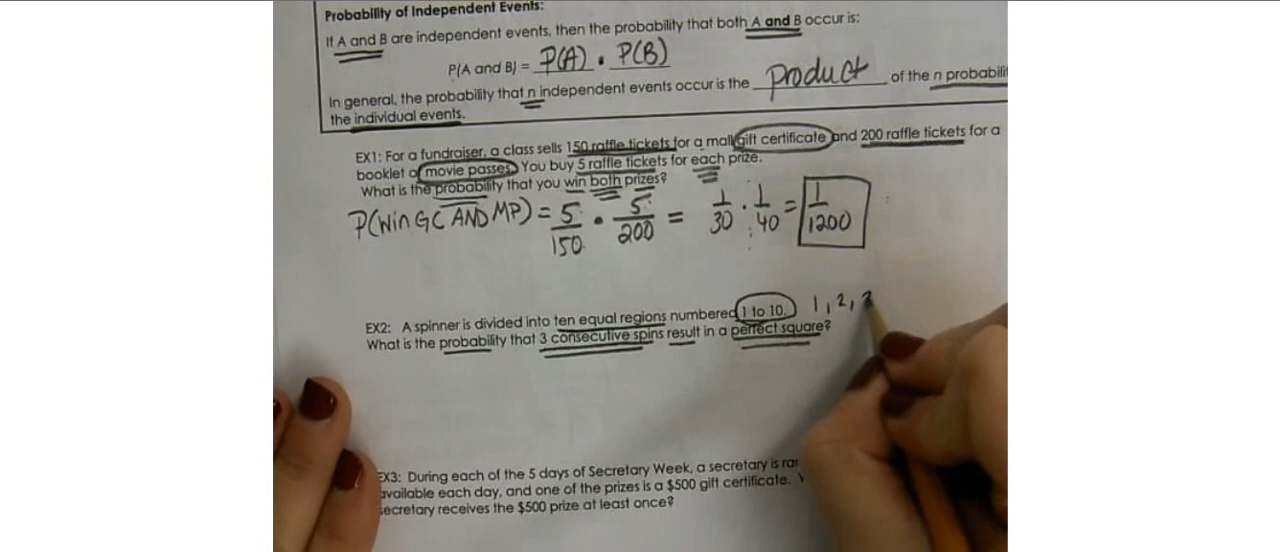 Probability of Independent Events:
If A and B are independent events, then the probability that both A and B occur is:
P(A and B) = P(A) • P(B)
In general, the probability that n independent events occur is the product of the n
the individual events.
EX1: For a fundraiser, a class sells 150 raffle tickets for a mall gift certificate and 200 raffle tickets for a
booklet of movie passes. You buy 5 raffle tickets for each prize.
What is the probability that you win both prizes?
P(Win GC AND MP) = 5/150 • 5/200 = 1/30 · 1/40 = 1/1200
EX2: A spinner is divided into ten equal regions numbered 1 to 10. 1, 2, 3
What is the probability that 3 consecutive spins result in a perfect square?
EX3: During each of the 5 days of Secretary Week, a secretary is
available each day, and one of the prizes is a $500 gift certificate.
secretary receives the $500 prize at least once?